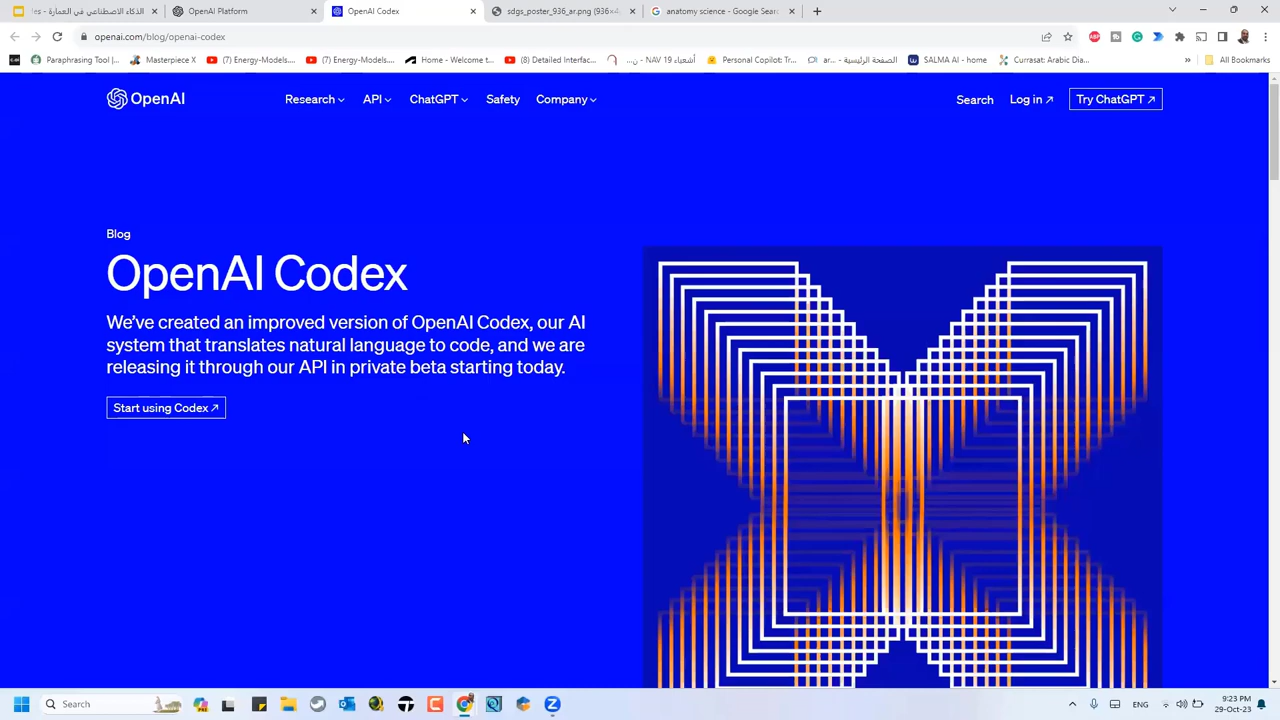 الذكاء الاصطناعي في العمارة - les
OpenAI Platform
OpenAI Codex
sdgs_poster_936_ar.png (936×4
anatomy science - Google Searc
openai.com/blog/openai-codex
Paraphrasing Tool |
Masterpiece X
(7) Energy-Models....
(7) Energy-Models....
Home - Welcome t...
(8) Detailed Interfac...
أشعياء 19 NAV - ن...
الصفحة الرئيسية - ar...
Personal Copilot: Tr...
SALMA AI - home
Currasat: Arabic Dia...
»
All Bookmarks
OpenAI
Research
API
ChatGPT
Safety
Company
Search
Log in
Try ChatGPT
Blog
OpenAI Codex
We've created an improved version of OpenAI Codex, our AI
system that translates natural language to code, and we are
releasing it through our API in private beta starting today.
Start using Codex
Search
ENG
9:23 PM
29-Oct-23